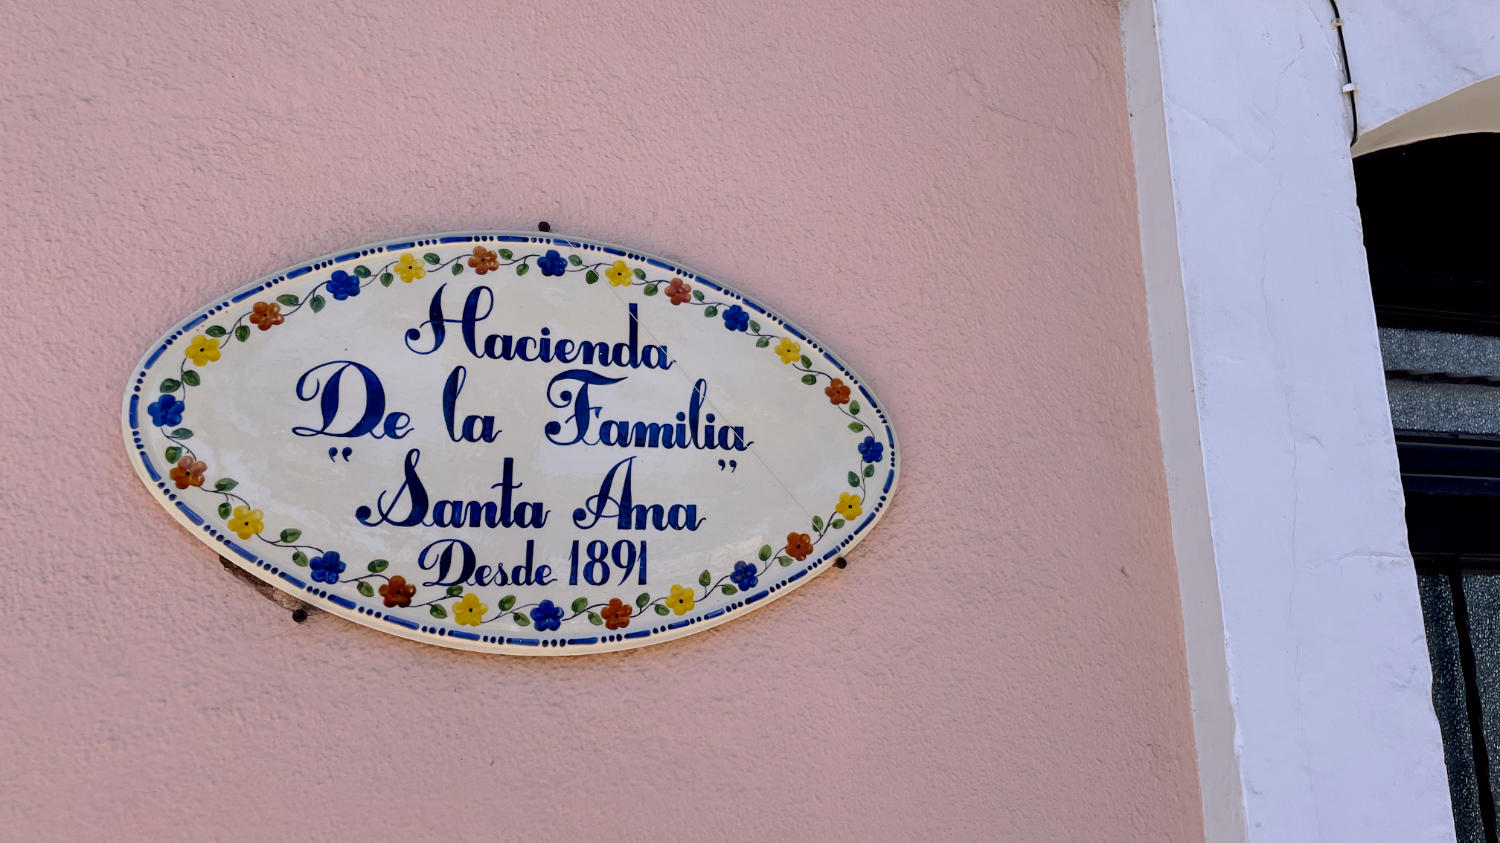 Hacienda
De la Familia
"Santa Ana"
Desde 1891